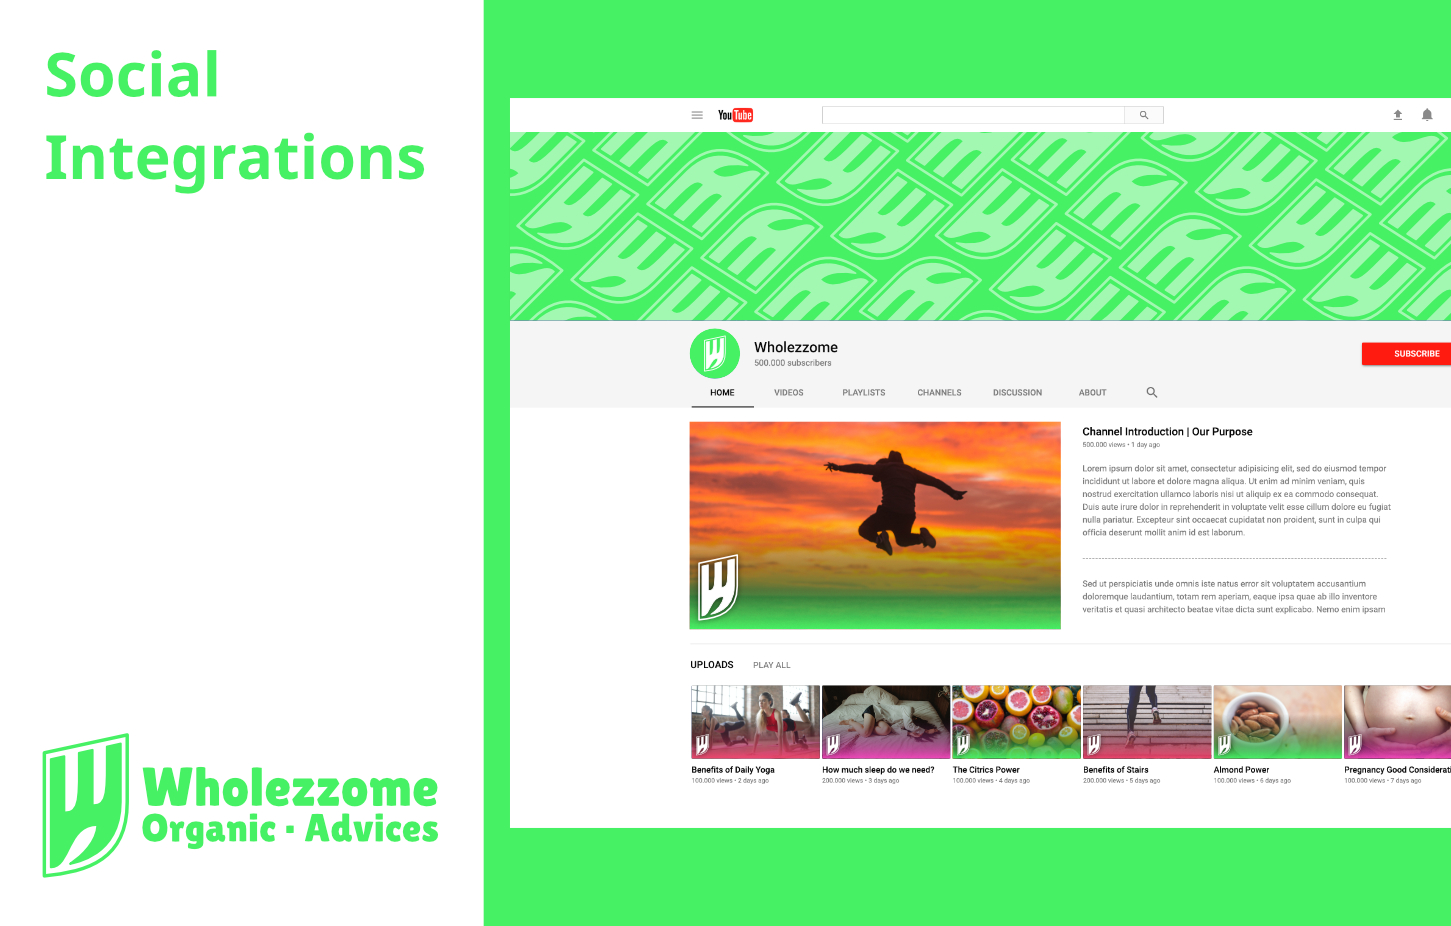 Social
Integrations
Wholezzome
Organic · Advices
YouTube
Wholezzome
500.000 subscribers
SUBSCRIBE
HOME VIDEOS PLAYLISTS CHANNELS DISCUSSION ABOUT
Channel Introduction | Our Purpose
500.000 views • 1 day ago
Lorem ipsum dolor sit amet, consectetur adipisicing elit, sed do eiusmod tempor
incididunt ut labore et dolore magna aliqua. Ut enim ad minim veniam, quis
nostrud exercitation ullamco laboris nisi ut aliquip ex ea commodo consequat.
Duis aute irure dolor in reprehenderit in voluptate velit esse cillum dolore eu fugiat
nulla pariatur. Excepteur sint occaecat cupidatat non proident, sunt in culpa qui
officia deserunt mollit anim id est laborum.
Sed ut perspiciatis unde omnis iste natus error sit voluptatem accusantium
doloremque laudantium, totam rem aperiam, eaque ipsa quae ab illo inventore
veritatis et quasi architecto beatae vitae dicta sunt explicabo. Nemo enim ipsam
UPLOADS PLAY ALL
Benefits of Daily Yoga
100.000 views • 2 days ago
How much sleep do we need?
200.000 views • 3 days ago
The Citrics Power
100.000 views • 4 days ago
Benefits of Stairs
200.000 views • 5 days ago
Almond Power
100.000 views • 6 days ago
Pregnancy Good Considerati
100.000 views • 7 days ago